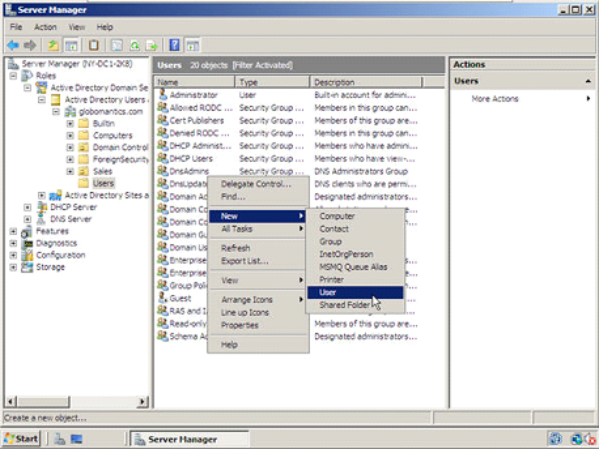 Server Manager
File Action View Help
Server Manager (NY-DC1-2K8)
Roles
Active Directory Domain Se
Active Directory Users
globomantics.com
Builtin
Computers
Domain Control
ForeignSecurity
Sales
Users
Active Directory Sites a
DHCP Server
DNS Server
Features
Diagnostics
Configuration
Storage
Users 20 objects [Filter Activated]
Name Type Description
Administrator User Built-in account for admini...
Allowed RODC ... Security Group ... Members in this group can...
Cert Publishers Security Group ... Members of this group are...
Denied RODC ... Security Group ... Members in this group can...
DHCP Administ... Security Group ... Members who have admini...
DHCP Users Security Group ... Members who have view-...
DnsAdmins Security Group ... DNS Administrators Group
DnsUpdate DNS clients who are permi...
Domain Ad Designated administrators...
Domain Co
Domain Co
Domain Gu
Domain Us
Enterprise
Enterprise
Group Poli
Guest
RAS and I
Read-only Members of this group are...
Schema Ad Designated administrators...
Delegate Control...
Find...
New
All Tasks
Refresh
Export List...
View
Arrange Icons
Line up Icons
Properties
Help
Computer
Contact
Group
InetOrgPerson
MSMQ Queue Alias
Printer
User
Shared Folder
Actions
Users
More Actions
Create a new object...
Start
Server Manager